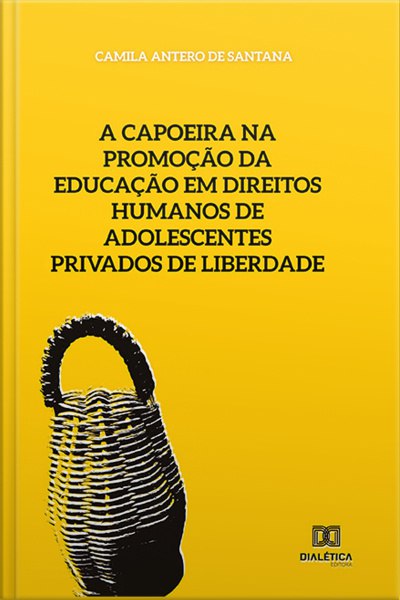 CAMILA ANTERO DE SANTANA
A CAPOEIRA NA
PROMOÇÃO DA
EDUCAÇÃO EM DIREITOS
HUMANOS DE
ADOLESCENTES
PRIVADOS DE LIBERDADE
DIALÉTICA
EDITORA